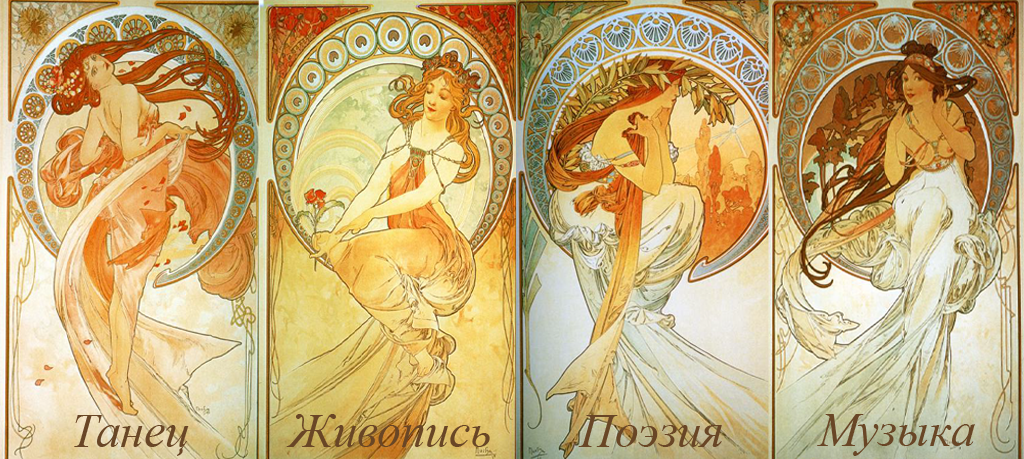 Танец
Живопись
Поэзия
Музыка